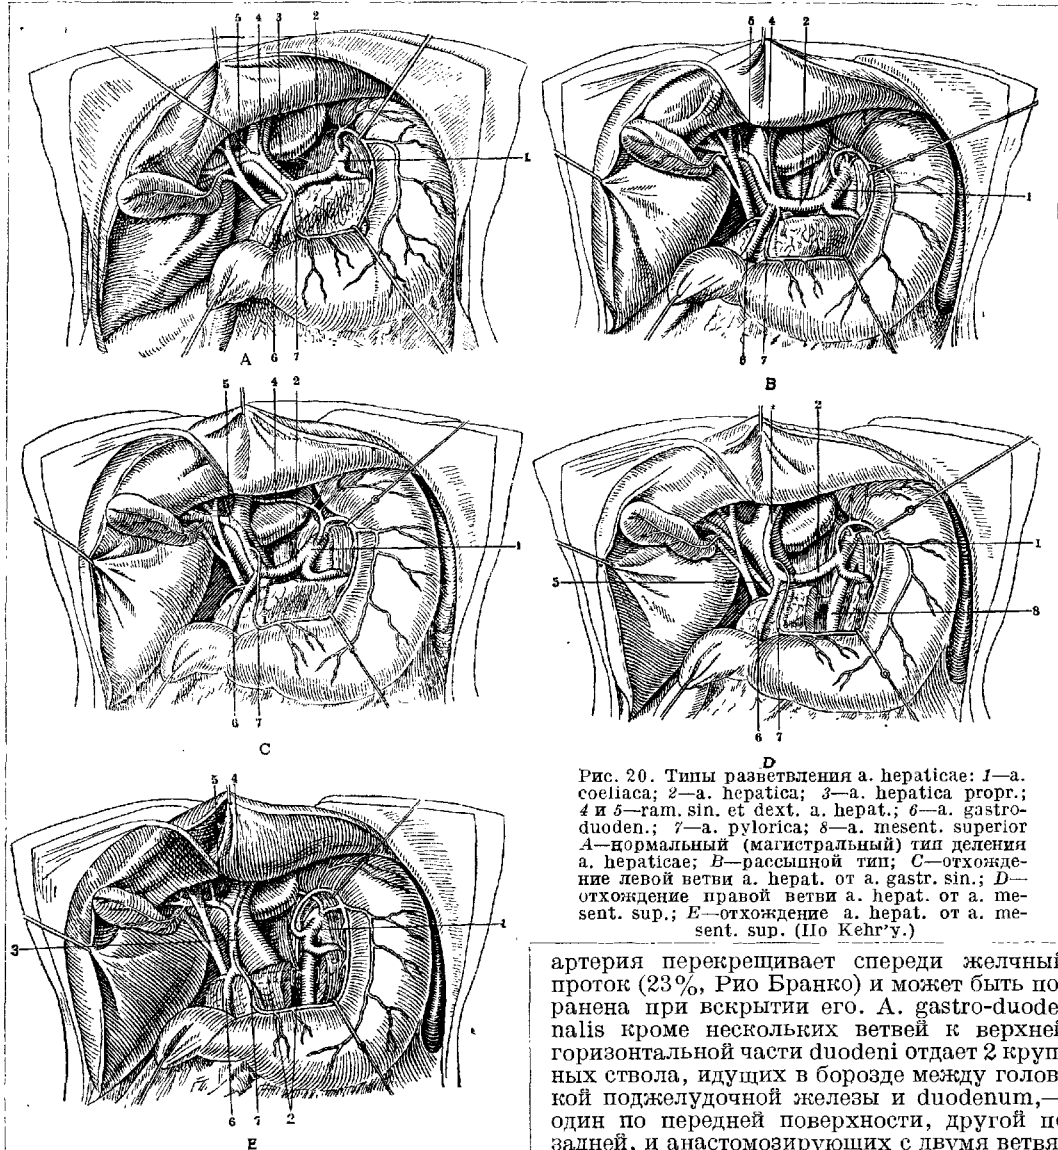 5 4 3 2
1
A 6 7
5 4 2
1
6 7
B
5 4 2
1
6 7
C
2
1
5
8
6 7
D
5 4
1
3
6 7 2
E
Рис. 20. Типы разветвления a. hepaticae: 1—a.
coeliaca; 2—a. hepatica; 3—a. hepatica propr.;
4 и 5—ram. sin. et dext. a. hepat.; 6—a. gastro-
duoden.; 7—a. pylorica; 8—a. mesent. superior
A—нормальный (магистральный) тип деления
a. hepaticae; B—рассыпной тип; C—отхожде-
ние левой ветви a. hepat. от a. gastr. sin.; D—
отхождение правой ветви a. hepat. от a. me-
sent. sup.; E—отхождение a. hepat. от a. me-
sent. sup. (По Kehr'у.)
артерия перекрещивает спереди желчный
проток (23%, Рио Бранко) и может быть по-
ранена при вскрытии его. A. gastro-duode-
nalis кроме нескольких ветвей к верхней
горизонтальной части duodeni отдает 2 круп-
ных ствола, идущих в борозде между голов-
кой поджелудочной железы и duodenum,—
один по передней поверхности, другой по
задней, и анастомозирующих с двумя ветвя-